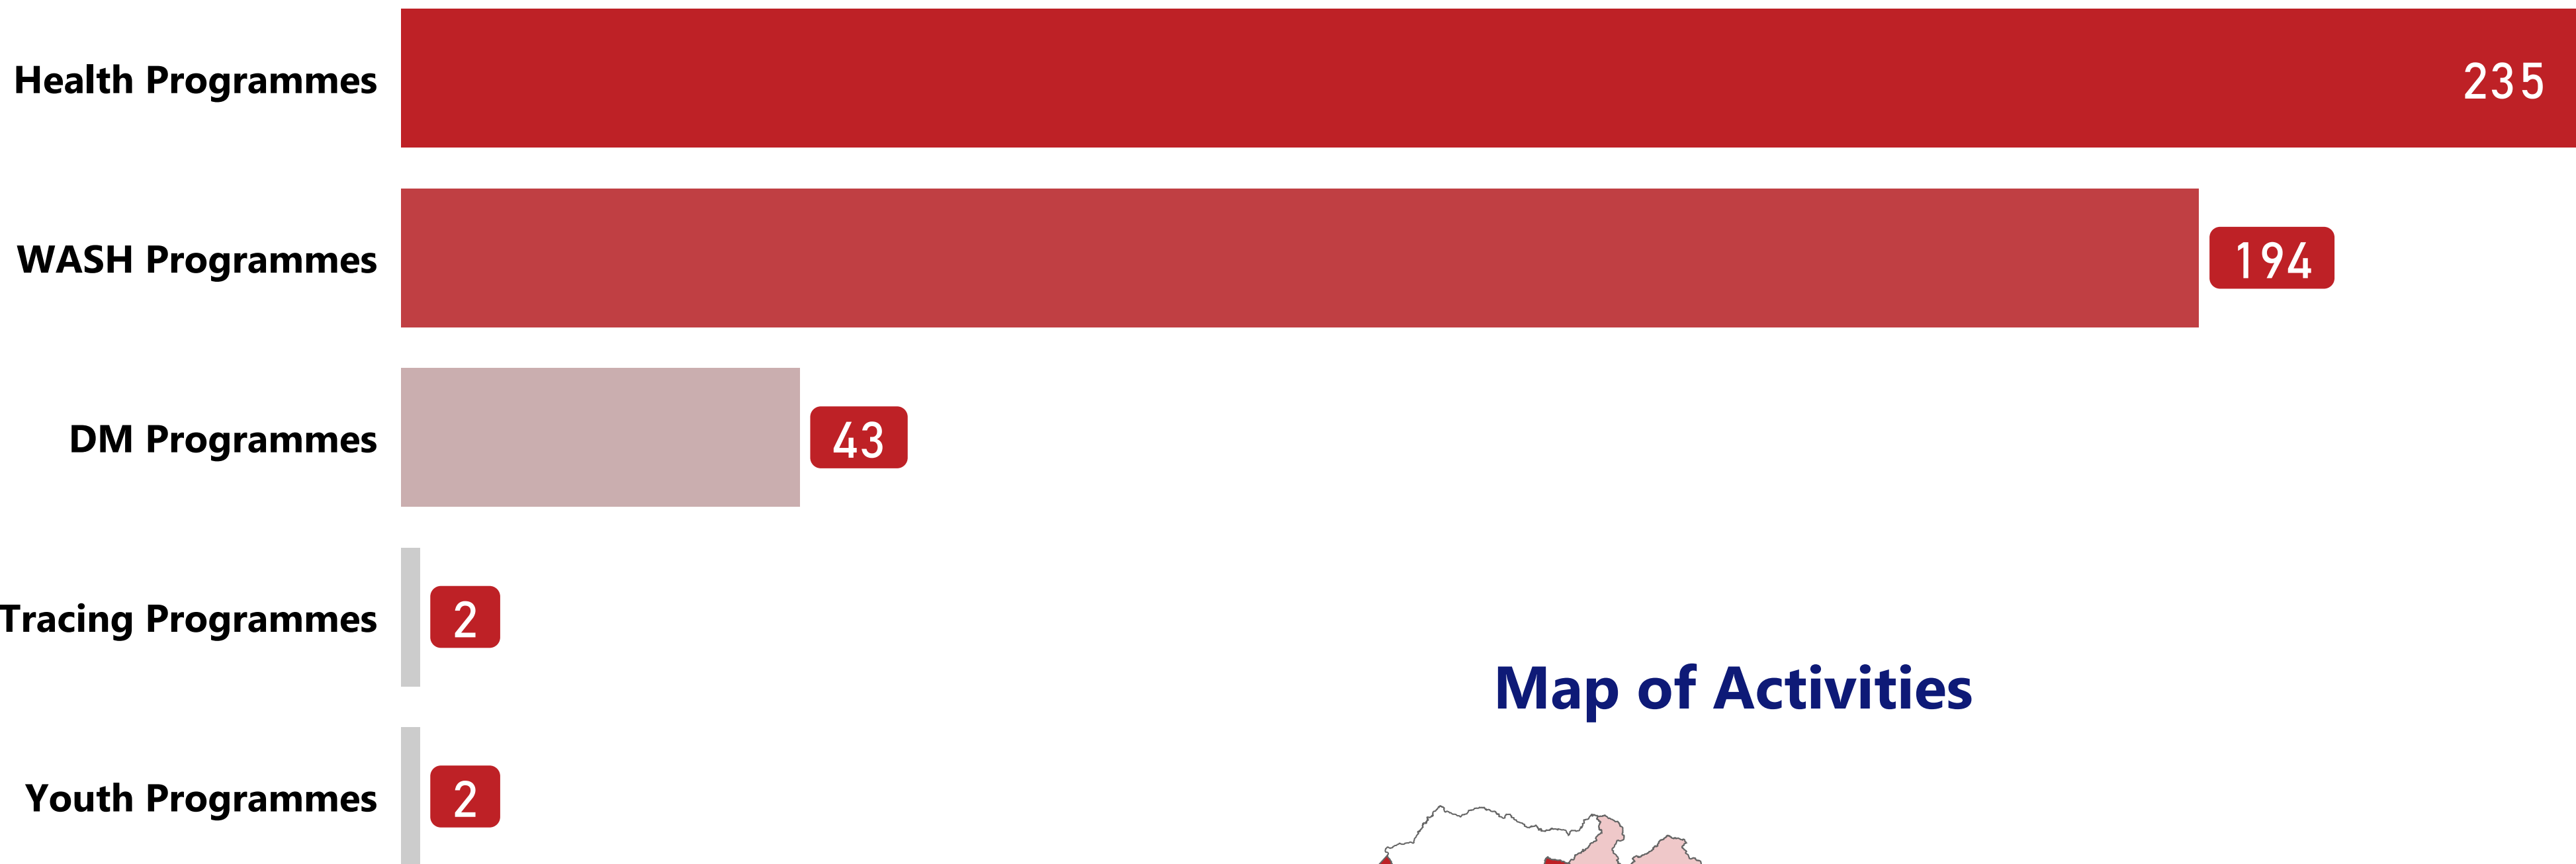 Health Programmes 235
WASH Programmes 194
DM Programmes 43
Tracing Programmes 2
Map of Activities
Youth Programmes 2